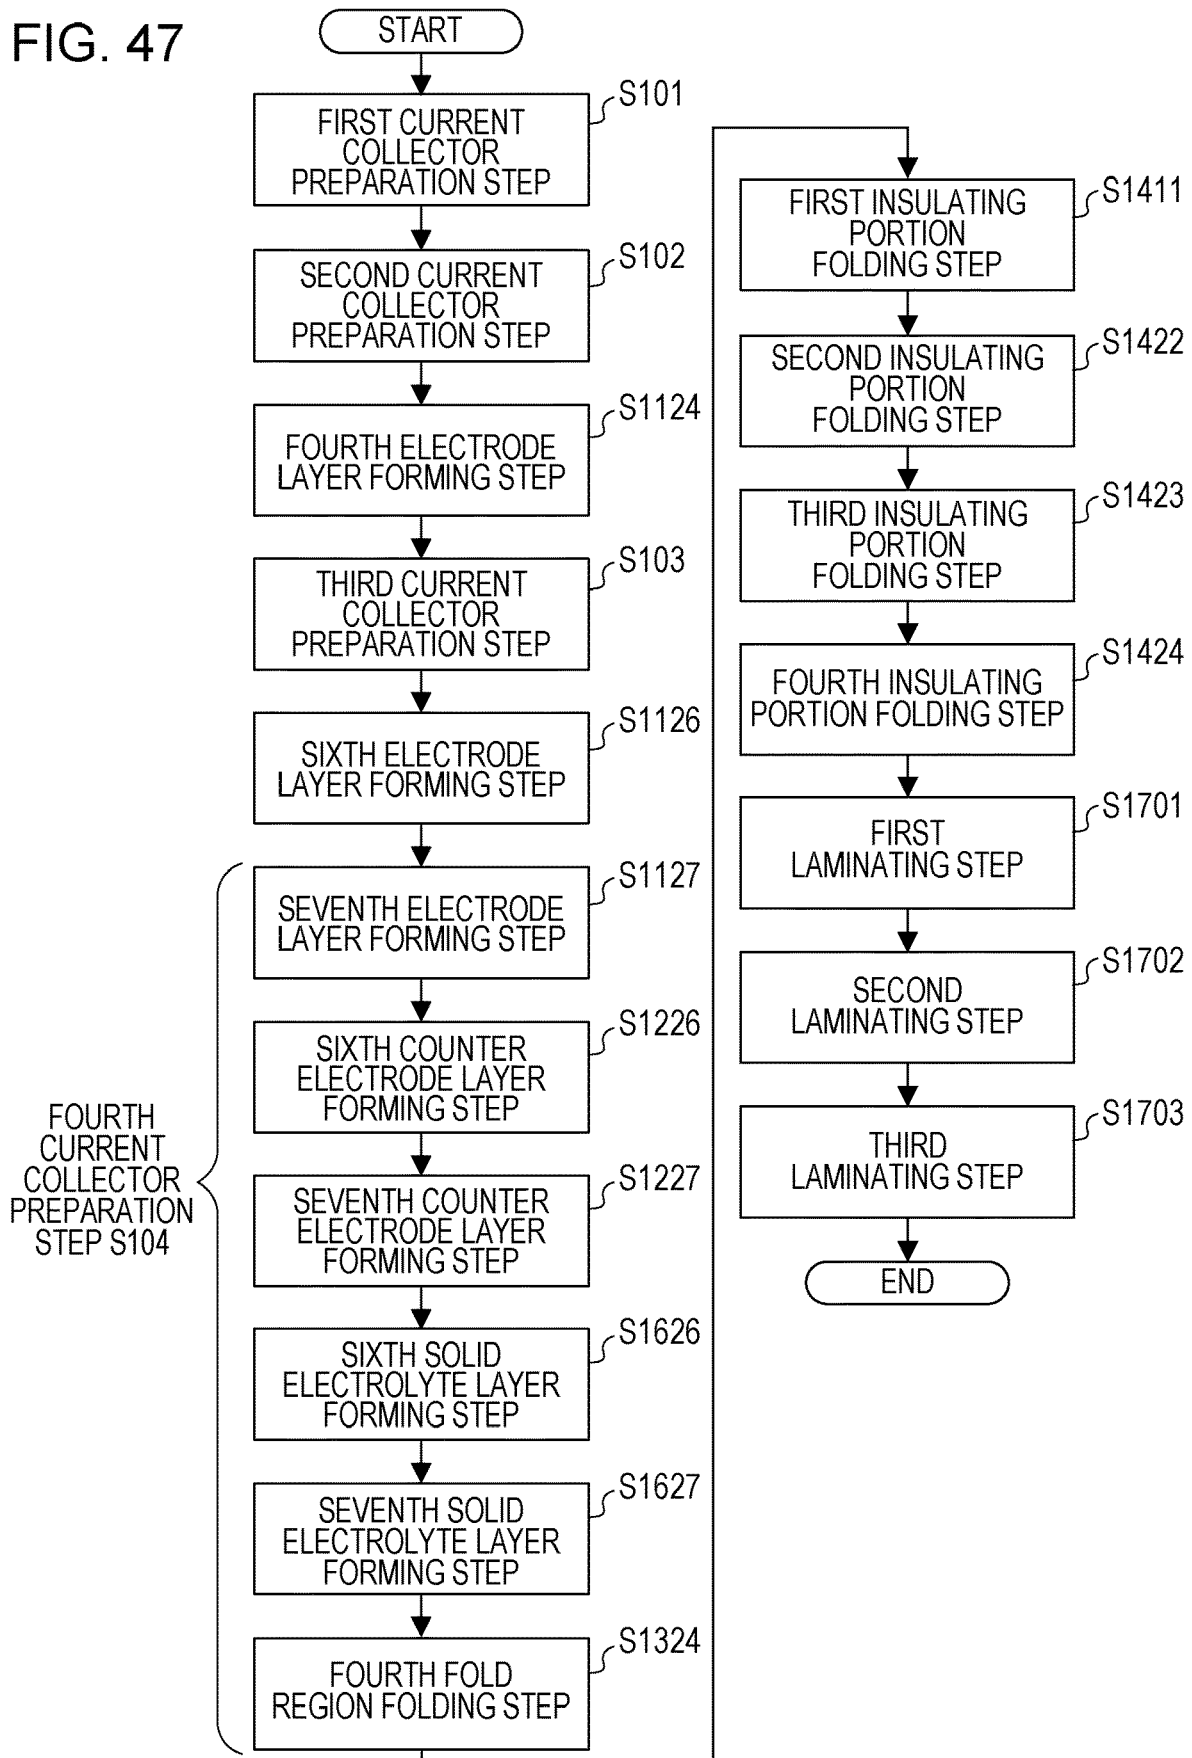 FIG. 47
START
S101
FIRST CURRENT
COLLECTOR
PREPARATION STEP
S102
SECOND CURRENT
COLLECTOR
PREPARATION STEP
S1124
FOURTH ELECTRODE
LAYER FORMING STEP
S103
THIRD CURRENT
COLLECTOR
PREPARATION STEP
S1126
SIXTH ELECTRODE
LAYER FORMING STEP
FOURTH
CURRENT
COLLECTOR
PREPARATION
STEP S104
S1127
SEVENTH ELECTRODE
LAYER FORMING STEP
S1226
SIXTH COUNTER
ELECTRODE LAYER
FORMING STEP
S1227
SEVENTH COUNTER
ELECTRODE LAYER
FORMING STEP
S1626
SIXTH SOLID
ELECTROLYTE LAYER
FORMING STEP
S1627
SEVENTH SOLID
ELECTROLYTE LAYER
FORMING STEP
S1324
FOURTH FOLD
REGION FOLDING STEP
S1411
FIRST INSULATING
PORTION
FOLDING STEP
S1422
SECOND INSULATING
PORTION
FOLDING STEP
S1423
THIRD INSULATING
PORTION
FOLDING STEP
S1424
FOURTH INSULATING
PORTION FOLDING STEP
S1701
FIRST
LAMINATING STEP
S1702
SECOND
LAMINATING STEP
S1703
THIRD
LAMINATING STEP
END